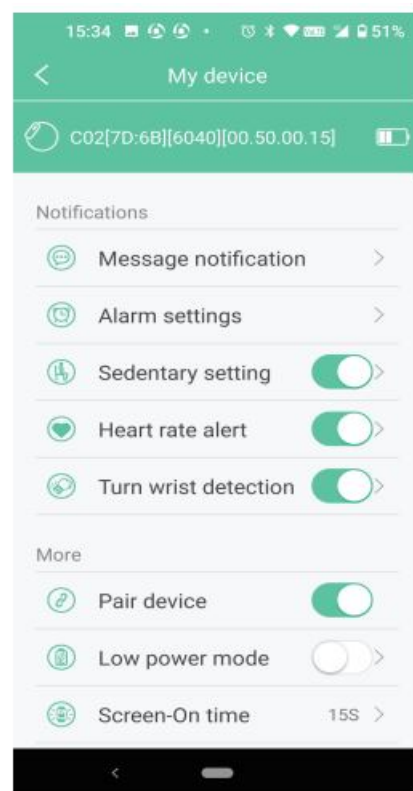 15:34 51%
My device
C02[7D:6B][6040][00.50.00.15]
Notifications
Message notification
Alarm settings
Sedentary setting
Heart rate alert
Turn wrist detection
More
Pair device
Low power mode
Screen-On time 15S